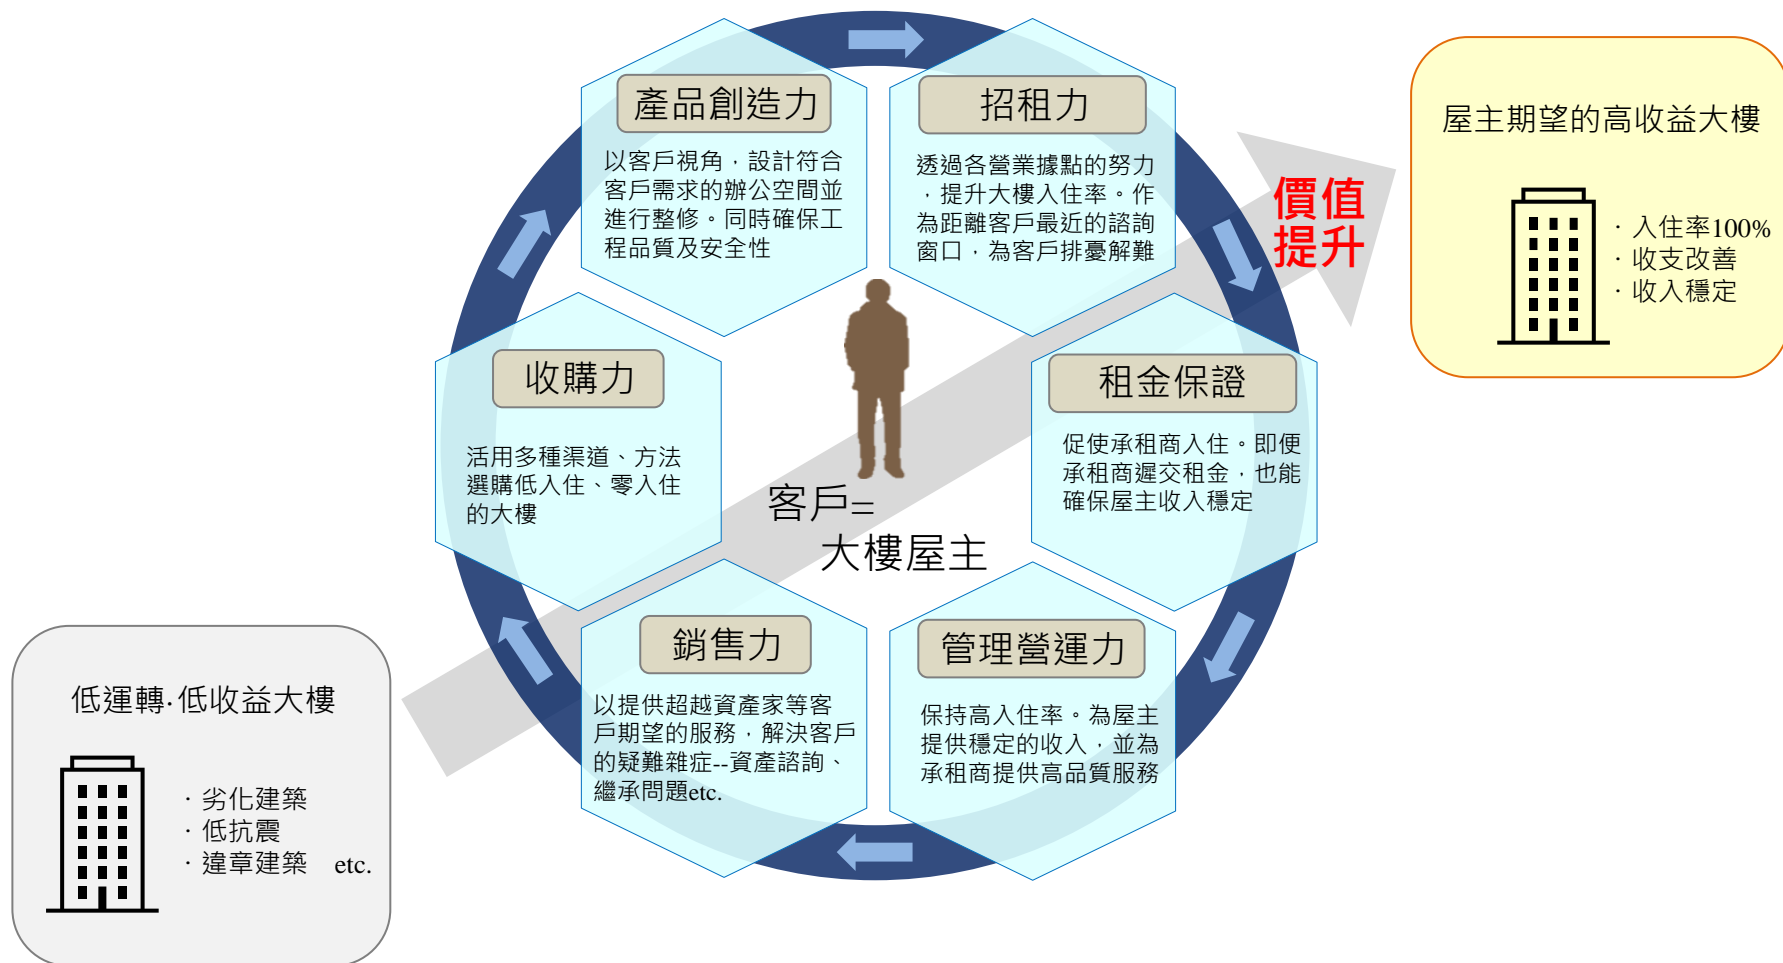 產品創造力
以客戶視角，設計符合
客戶需求的辦公空間並
進行整修。同時確保工
程品質及安全性
招租力
透過各營業據點的努力
，提升大樓入住率。作
為距離客戶最近的諮詢
窗口，為客戶排憂解難
價值
提升
屋主期望的高收益大樓
· 入住率100%
· 收支改善
· 收入穩定
收購力
活用多種渠道、方法
選購低入住、零入住
的大樓
租金保證
促使承租商入住。即便
承租商遲交租金，也能
確保屋主收入穩定
客戶=
大樓屋主
銷售力
以提供超越資產家等客
戶期望的服務，解決客戶
的疑難雜症--資產諮詢、
繼承問題etc.
管理營運力
保持高入住率。為屋主
提供穩定的收入，並為
承租商提供高品質服務
低運轉·低收益大樓
· 劣化建築
· 低抗震
· 違章建築 etc.